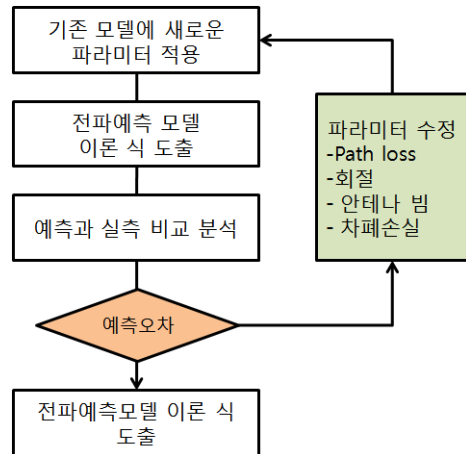 기존 모델에 새로운
파라미터 적용
전파예측 모델
이론 식 도출
예측과 실측 비교 분석
예측오차
전파예측모델 이론 식
도출
파라미터 수정
-Path loss
-회절
- 안테나 빔
- 차폐손실